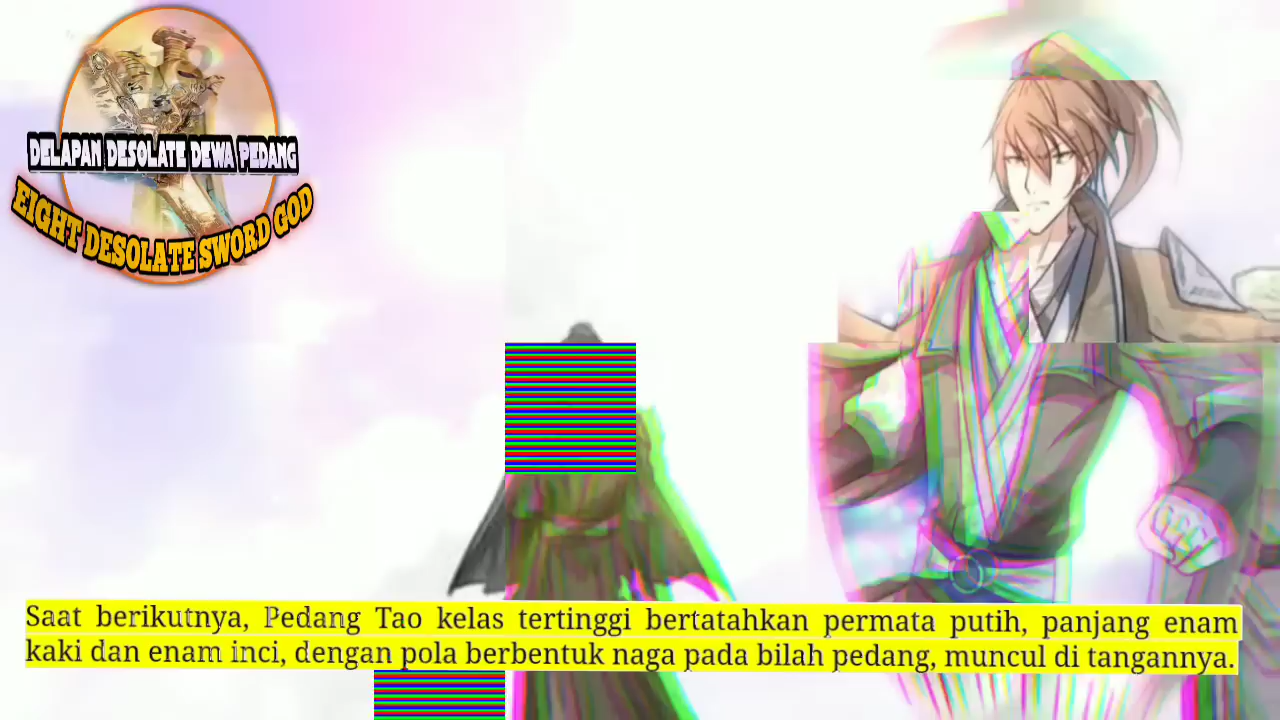 DELAPAN DESOLATE DEWA PEDANG
EIGHT DESOLATE SWORD GOD
Saat berikutnya, Pedang Tao kelas tertinggi bertatahkan permata putih, panjang enam
kaki dan enam inci, dengan pola berbentuk naga pada bilah pedang, muncul di tangannya.